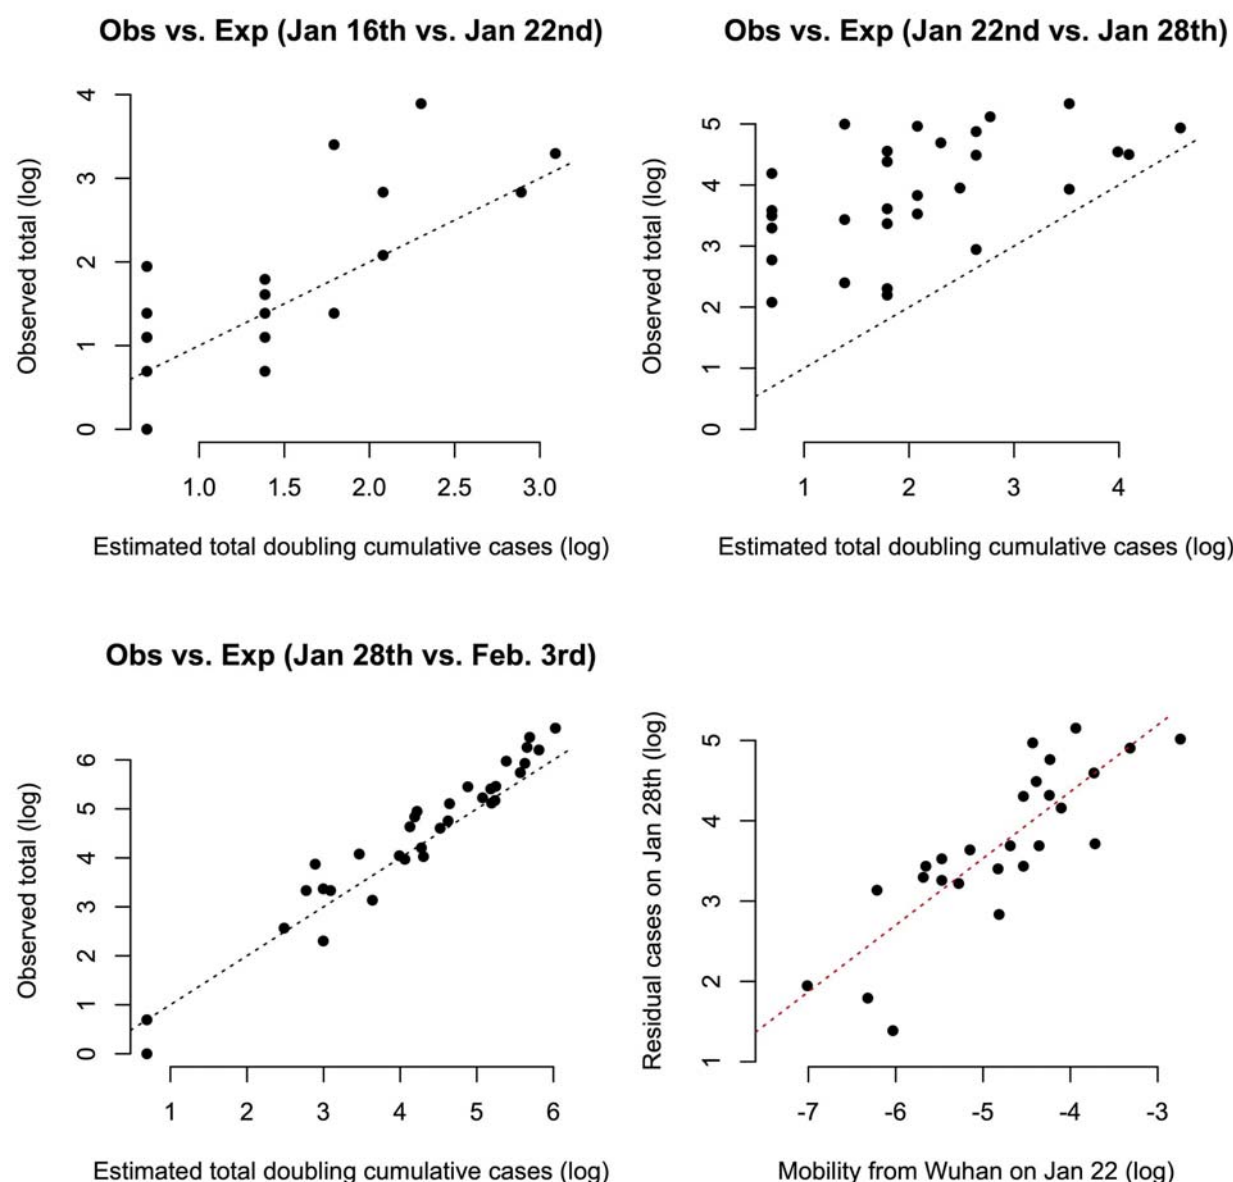 Obs vs. Exp (Jan 16th vs. Jan 22nd)
Observed total (log)
4
3
2
1
0
1.0 1.5 2.0 2.5 3.0
Estimated total doubling cumulative cases (log)
Obs vs. Exp (Jan 22nd vs. Jan 28th)
Observed total (log)
5
4
3
2
1
0
1 2 3 4
Estimated total doubling cumulative cases (log)
Obs vs. Exp (Jan 28th vs. Feb. 3rd)
Observed total (log)
6
5
4
3
2
1
0
1 2 3 4 5 6
Estimated total doubling cumulative cases (log)
Residual cases on Jan 28th (log)
5
4
3
2
1
-7 -6 -5 -4 -3
Mobility from Wuhan on Jan 22 (log)